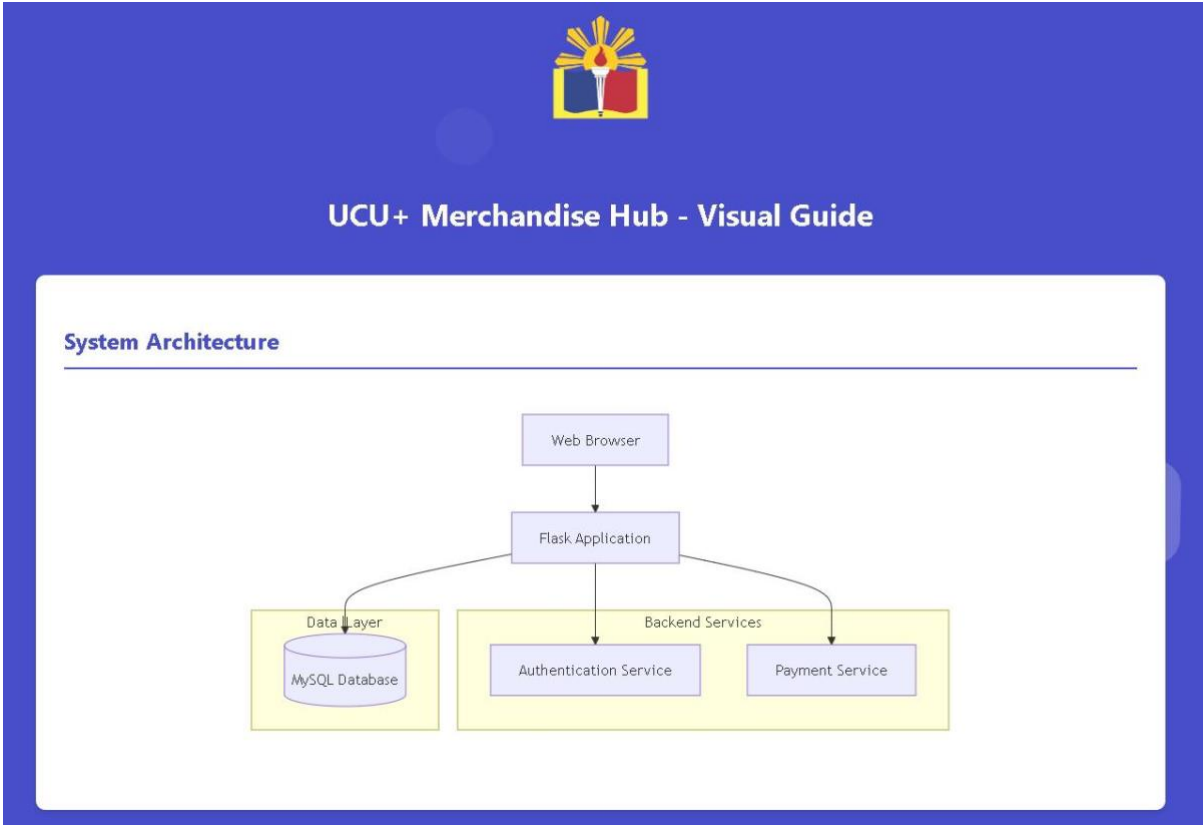 UCU+ Merchandise Hub - Visual Guide
System Architecture
Web Browser
Flask Application
Data Layer
Backend Services
MySQL Database
Authentication Service
Payment Service